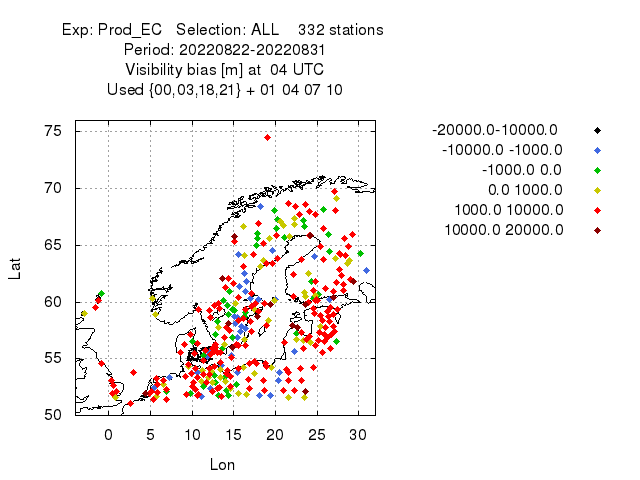 Exp: Prod_EC   Selection: ALL    332 stations
Period: 20220822-20220831
Visibility bias [m] at  04 UTC
Used {00,03,18,21} + 01 04 07 10
-20000.0-10000.0
-10000.0 -1000.0
-1000.0 0.0
0.0 1000.0
1000.0 10000.0
10000.0 20000.0
75
70
65
60
55
50
Lat
0 5 10 15 20 25 30
Lon